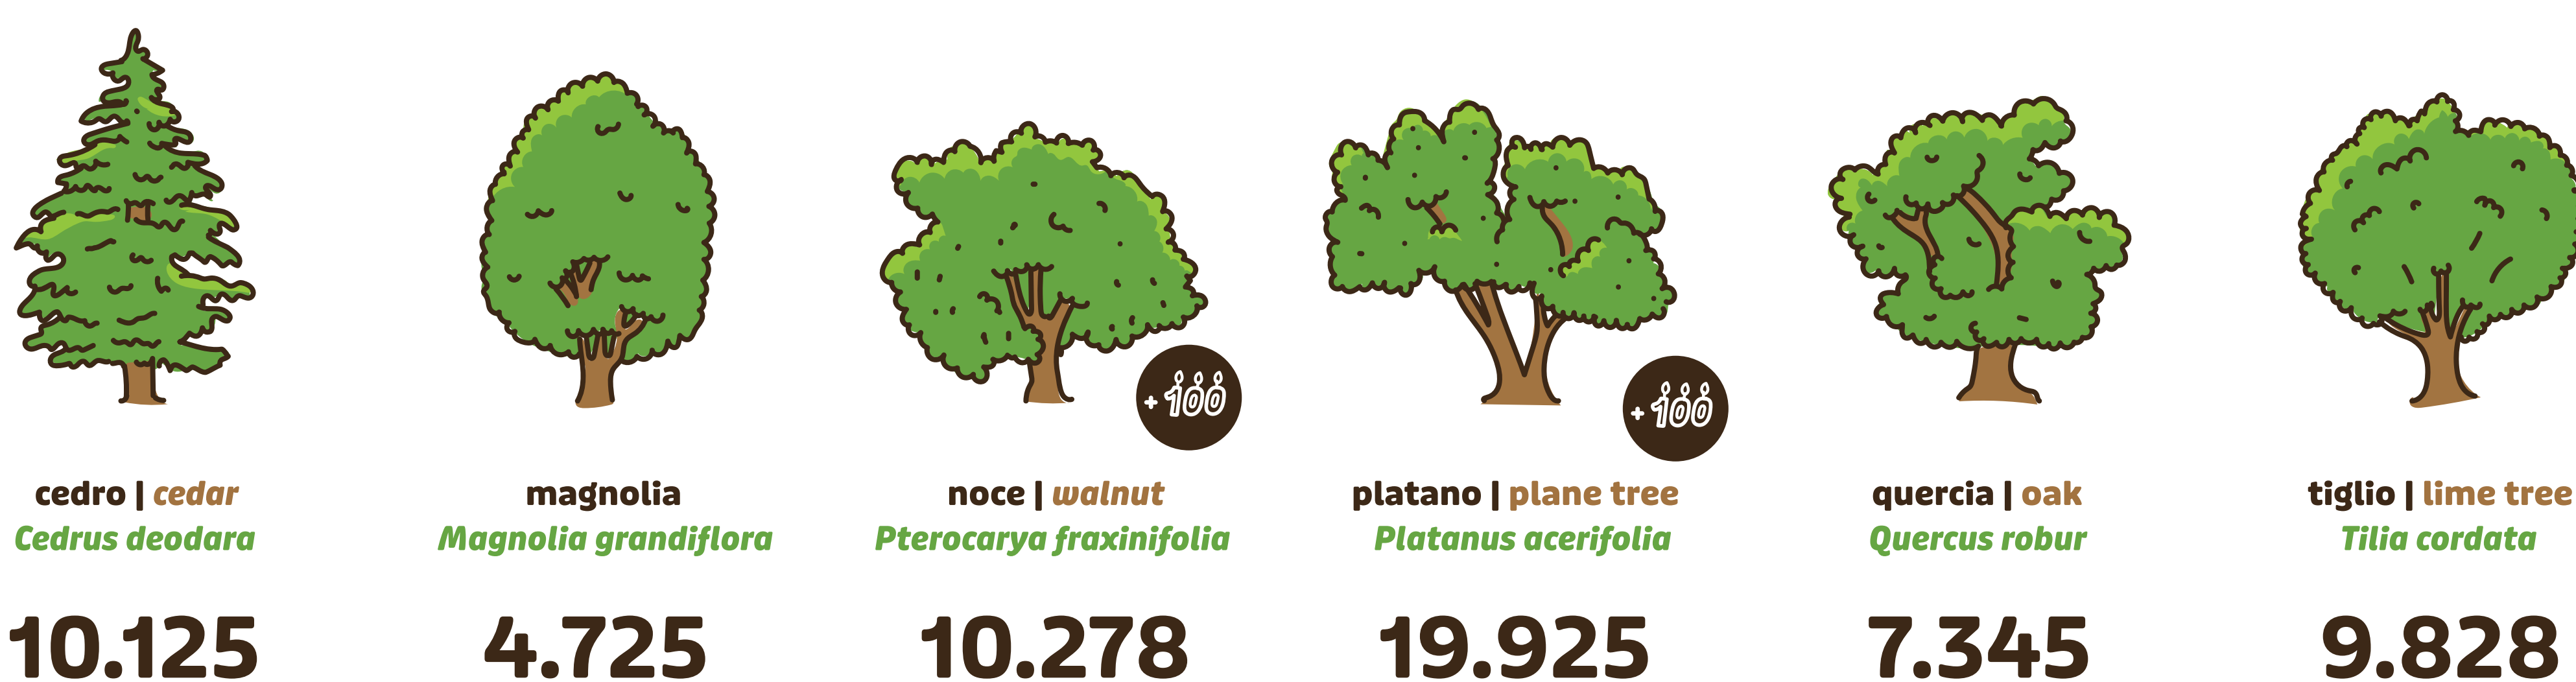 + 100
+ 100
cedro | cedar
Cedrus deodara
10.125
magnolia
Magnolia grandiflora
4.725
noce | walnut
Pterocarya fraxinifolia
10.278
platano | plane tree
Platanus acerifolia
19.925
quercia | oak
Quercus robur
7.345
tiglio | lime tree
Tilia cordata
9.828